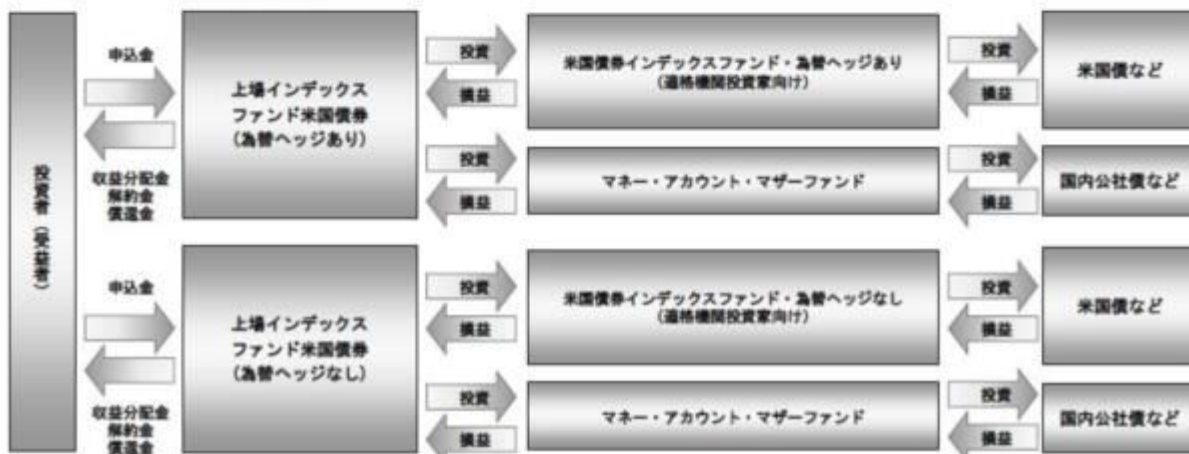 投資者（受益者）
申込金
収益分配金
解約金
償還金
上場インデックス
ファンド米国債券
(為替ヘッジあり)
投資
損益
米国債券インデックスファンド・為替ヘッジあり
(適格機関投資家向け)
投資
損益
米国債など
投資
損益
マネー・アカウント・マザーファンド
投資
損益
国内公社債など
申込金
収益分配金
解約金
償還金
上場インデックス
ファンド米国債券
(為替ヘッジなし)
投資
損益
米国債券インデックスファンド・為替ヘッジなし
(適格機関投資家向け)
投資
損益
米国債など
投資
損益
マネー・アカウント・マザーファンド
投資
損益
国内公社債など